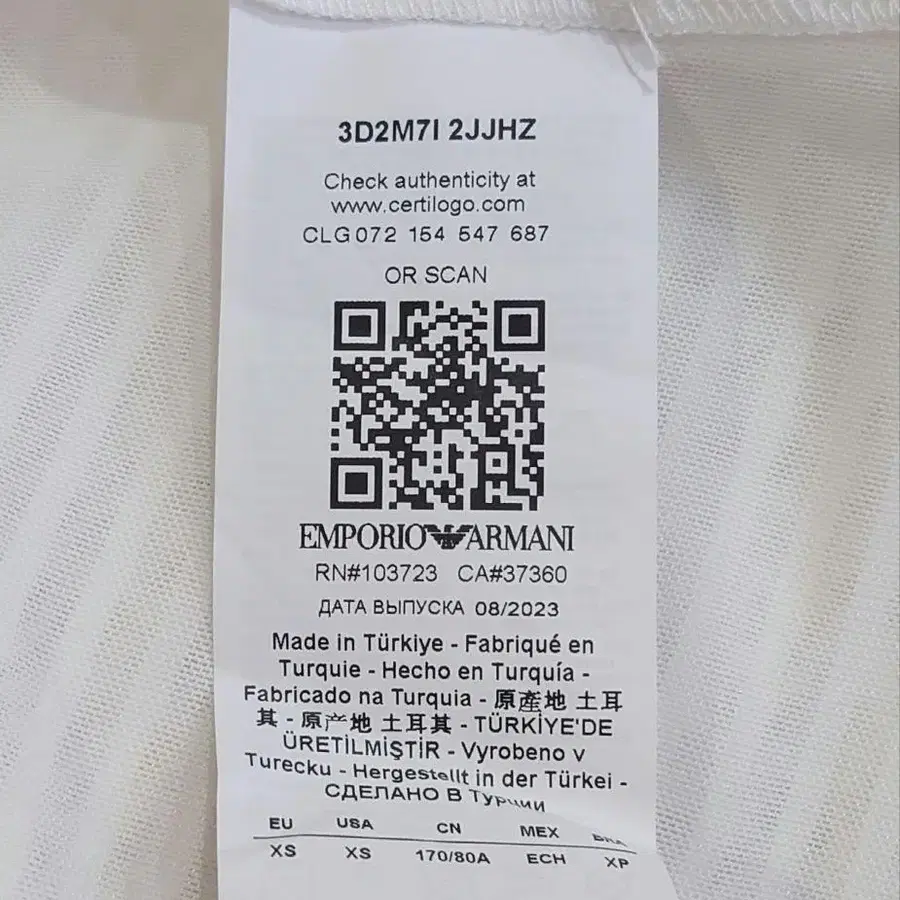 3D2M7I 2JJHZ
Check authenticity at
www.certilogo.com
CLG 072 154 547 687
OR SCAN
EMPORIO ARMANI
RN#103723 CA#37360
ДАТА ВЫПУСКА 08/2023
Made in Türkiye - Fabriqué en
Turquie - Hecho en Turquía -
Fabricado na Turquia - 原產地 土耳
其 - 原产地 土耳其 - TÜRKİYE'DE
ÜRETİLMİŞTİR - Vyrobeno v
Turecku - Hergestellt in der Türkei -
СДЕЛАНО В Турции
EU USA CN MEX BRA
XS XS 170/80A ECH XP